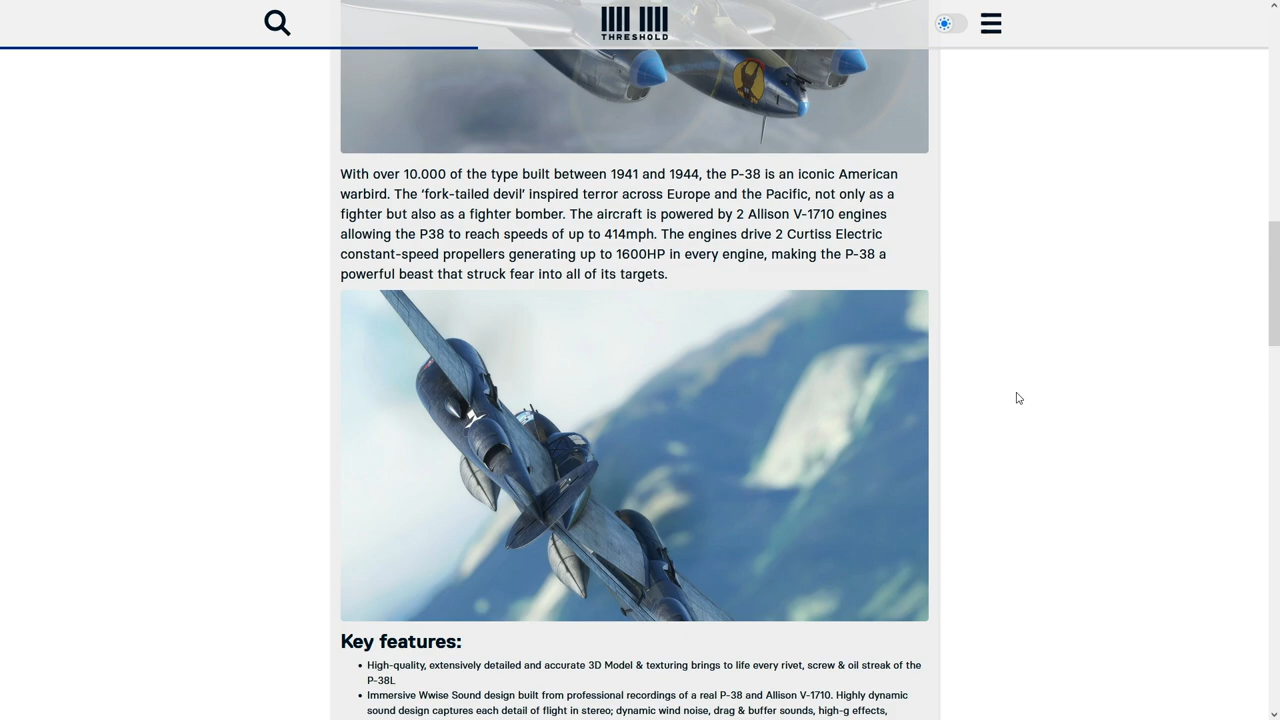 THRESHOLD
With over 10.000 of the type built between 1941 and 1944, the P-38 is an iconic American
warbird. The ‘fork-tailed devil’ inspired terror across Europe and the Pacific, not only as a
fighter but also as a fighter bomber. The aircraft is powered by 2 Allison V-1710 engines
allowing the P38 to reach speeds of up to 414mph. The engines drive 2 Curtiss Electric
constant-speed propellers generating up to 1600HP in every engine, making the P-38 a
powerful beast that struck fear into all of its targets.
Key features:
• High-quality, extensively detailed and accurate 3D Model & texturing brings to life every rivet, screw & oil streak of the
P-38L
• Immersive Wwise Sound design built from professional recordings of a real P-38 and Allison V-1710. Highly dynamic
sound design captures each detail of flight in stereo; dynamic wind noise, drag & buffer sounds, high-g effects,